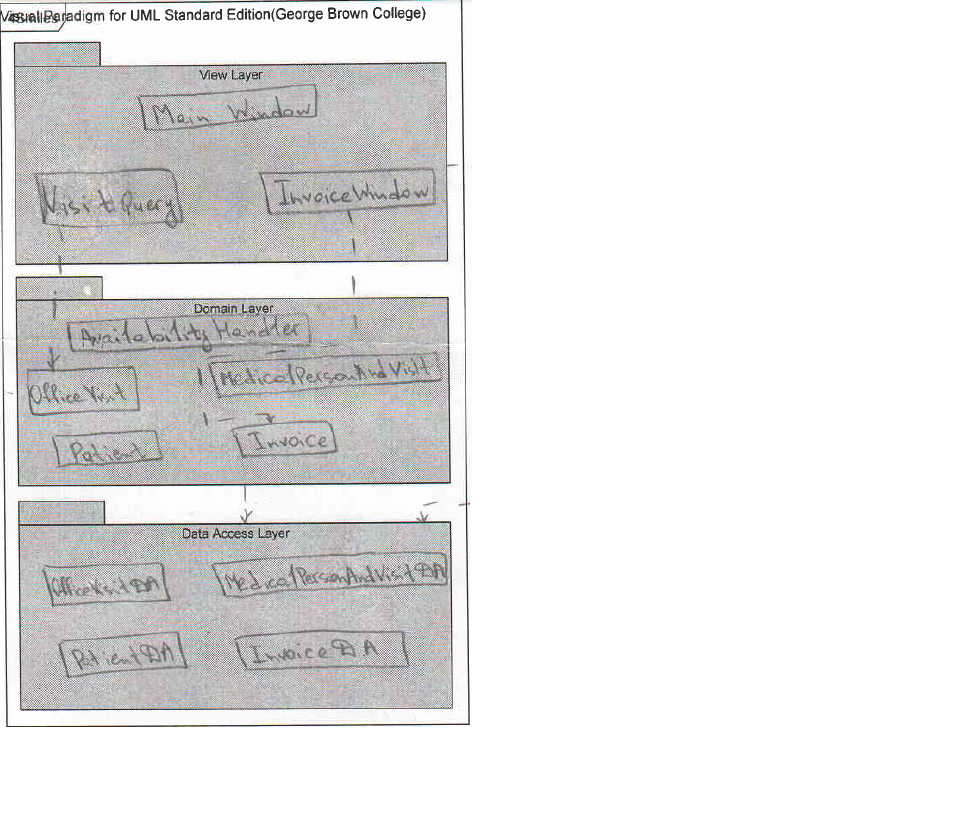 Visual Paradigm for UML Standard Edition(George Brown College)
4Smiles
View Layer
Main Window
VisitQuery
InvoiceWindow
Domain Layer
AvailabilityHandler
MedicalPersonAndVisit
OfficeVisit
Patient
Invoice
Data Access Layer
OfficeVisitDA
MedicalPersonAndVisitDA
PatientDA
InvoiceDA